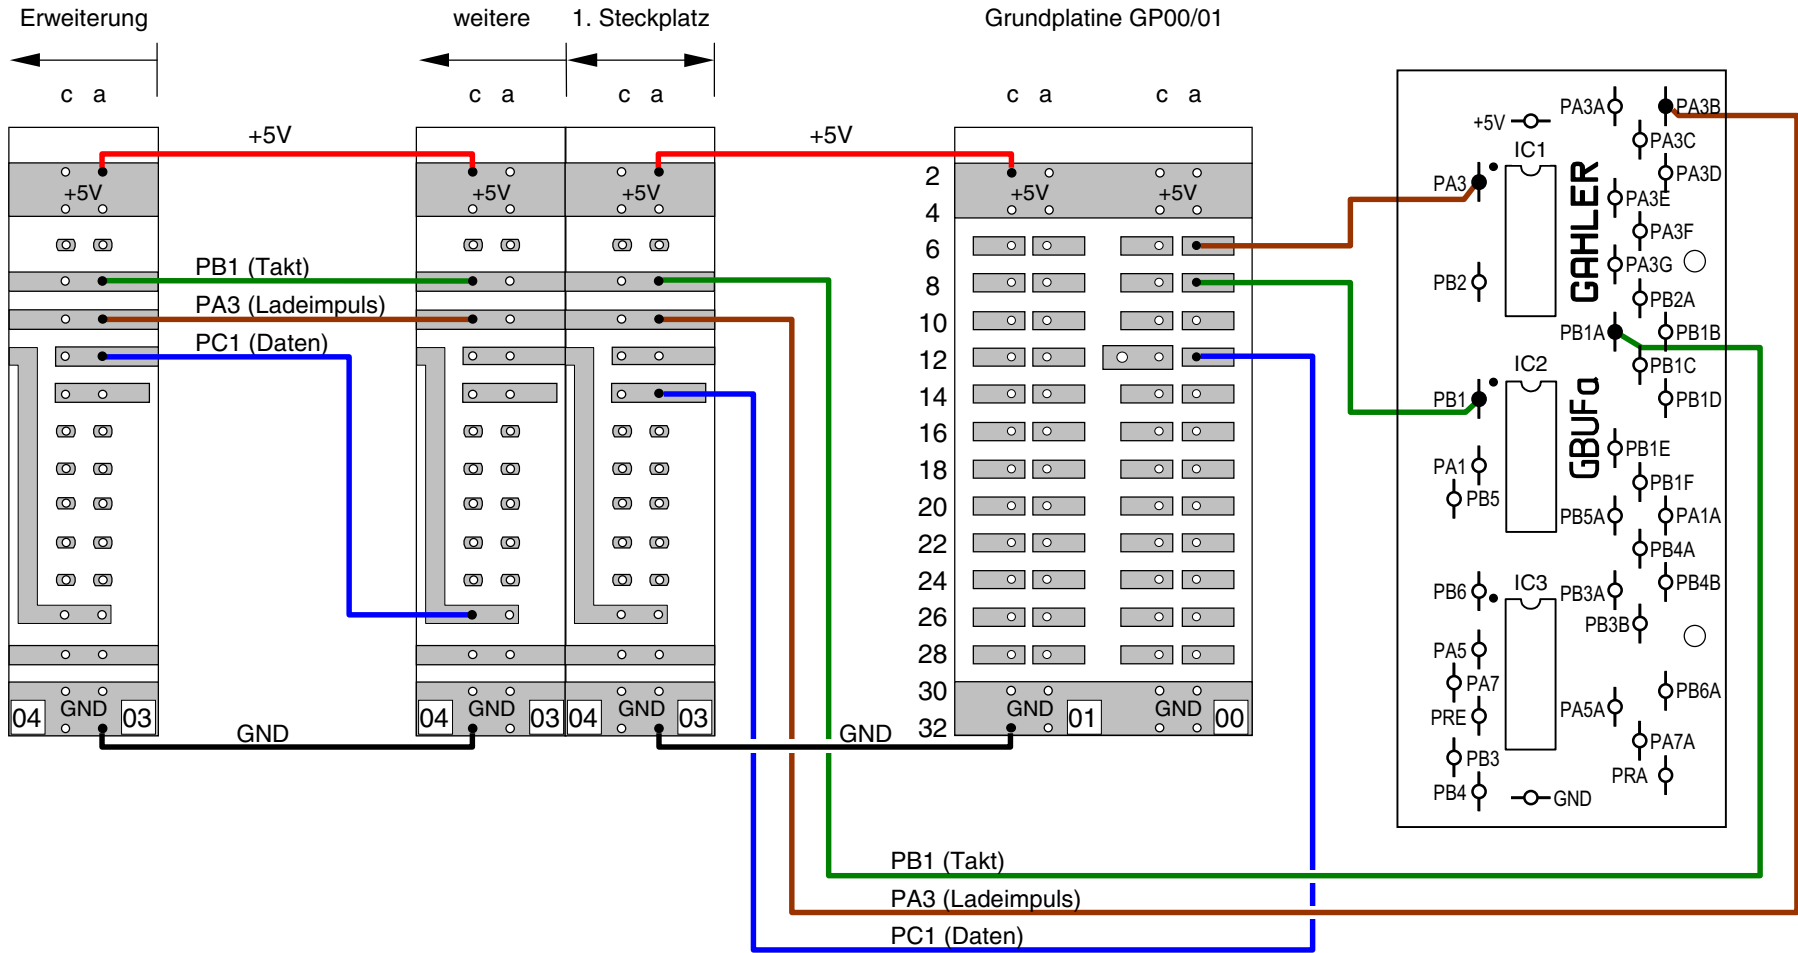 Erweiterung
weitere
1. Steckplatz
Grundplatine GP00/01
c a
c a
c a
c a
c a
+5V
+5V
+5V
+5V
+5V
+5V
+5V
2
4
6
8
10
12
14
16
18
20
22
24
26
28
30
32
PB1 (Takt)
PA3 (Ladeimpuls)
PC1 (Daten)
04
GND
03
GND
04
GND
03
04
GND
03
GND
GND
01
GND
00
PB1 (Takt)
PA3 (Ladeimpuls)
PC1 (Daten)
PA3A
PA3B
+5V
PA3C
IC1
PA3
PA3D
PA3E
PA3F
PA3G
PB2
PB2A
GAHLER
PB1A
PB1B
IC2
PB1C
PB1
PB1D
GBUFa
PB1E
PA1
PB5
PB1F
PB5A
PA1A
PB4A
IC3
PB6
PB3A
PB4B
PB3B
PA5
PA7
PB6A
PRE
PA5A
PA7A
PB3
PRA
PB4
GND